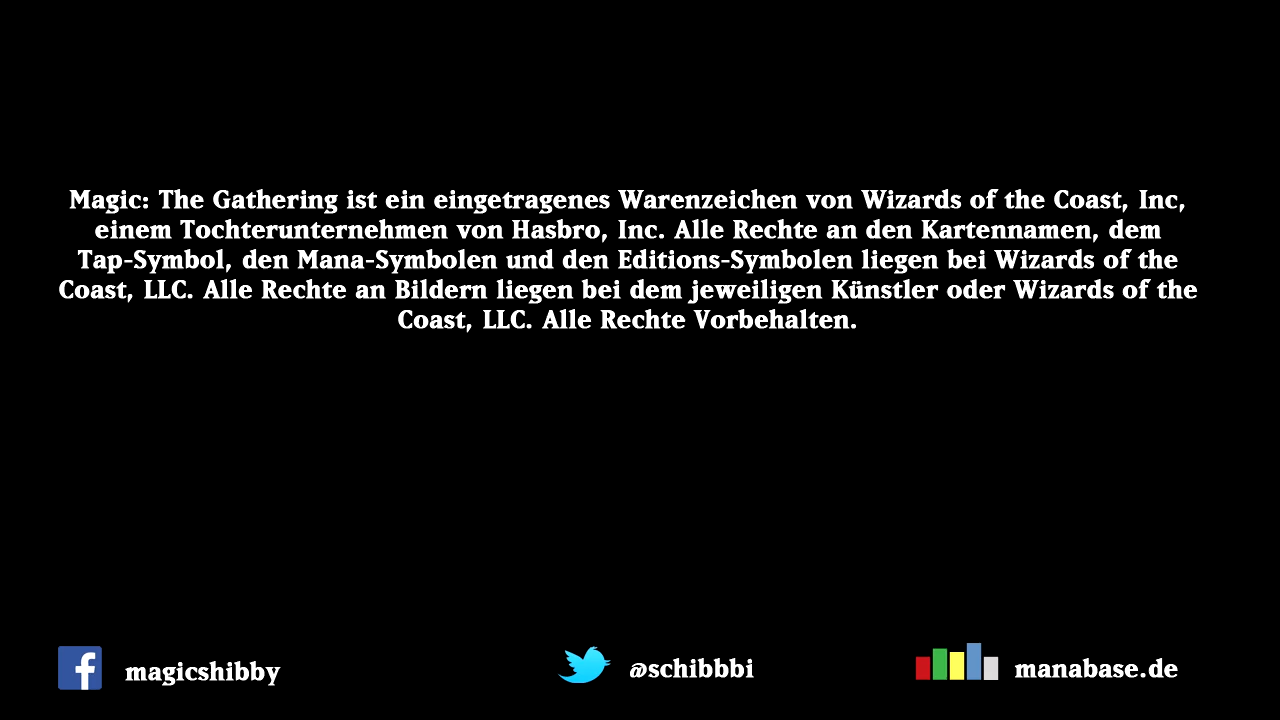 Magic: The Gathering ist ein eingetragenes Warenzeichen von Wizards of the Coast, Inc,
einem Tochterunternehmen von Hasbro, Inc. Alle Rechte an den Kartennamen, dem
Tap-Symbol, den Mana-Symbolen und den Editions-Symbolen liegen bei Wizards of the
Coast, LLC. Alle Rechte an Bildern liegen bei dem jeweiligen Künstler oder Wizards of the
Coast, LLC. Alle Rechte Vorbehalten.
magicshibby
@schibbbi
manabase.de